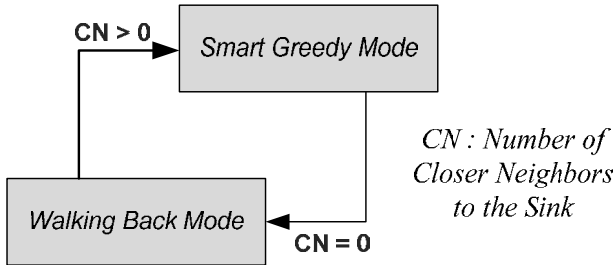 CN > 0
Smart Greedy Mode
CN : Number of
Closer Neighbors
to the Sink
Walking Back Mode
CN = 0